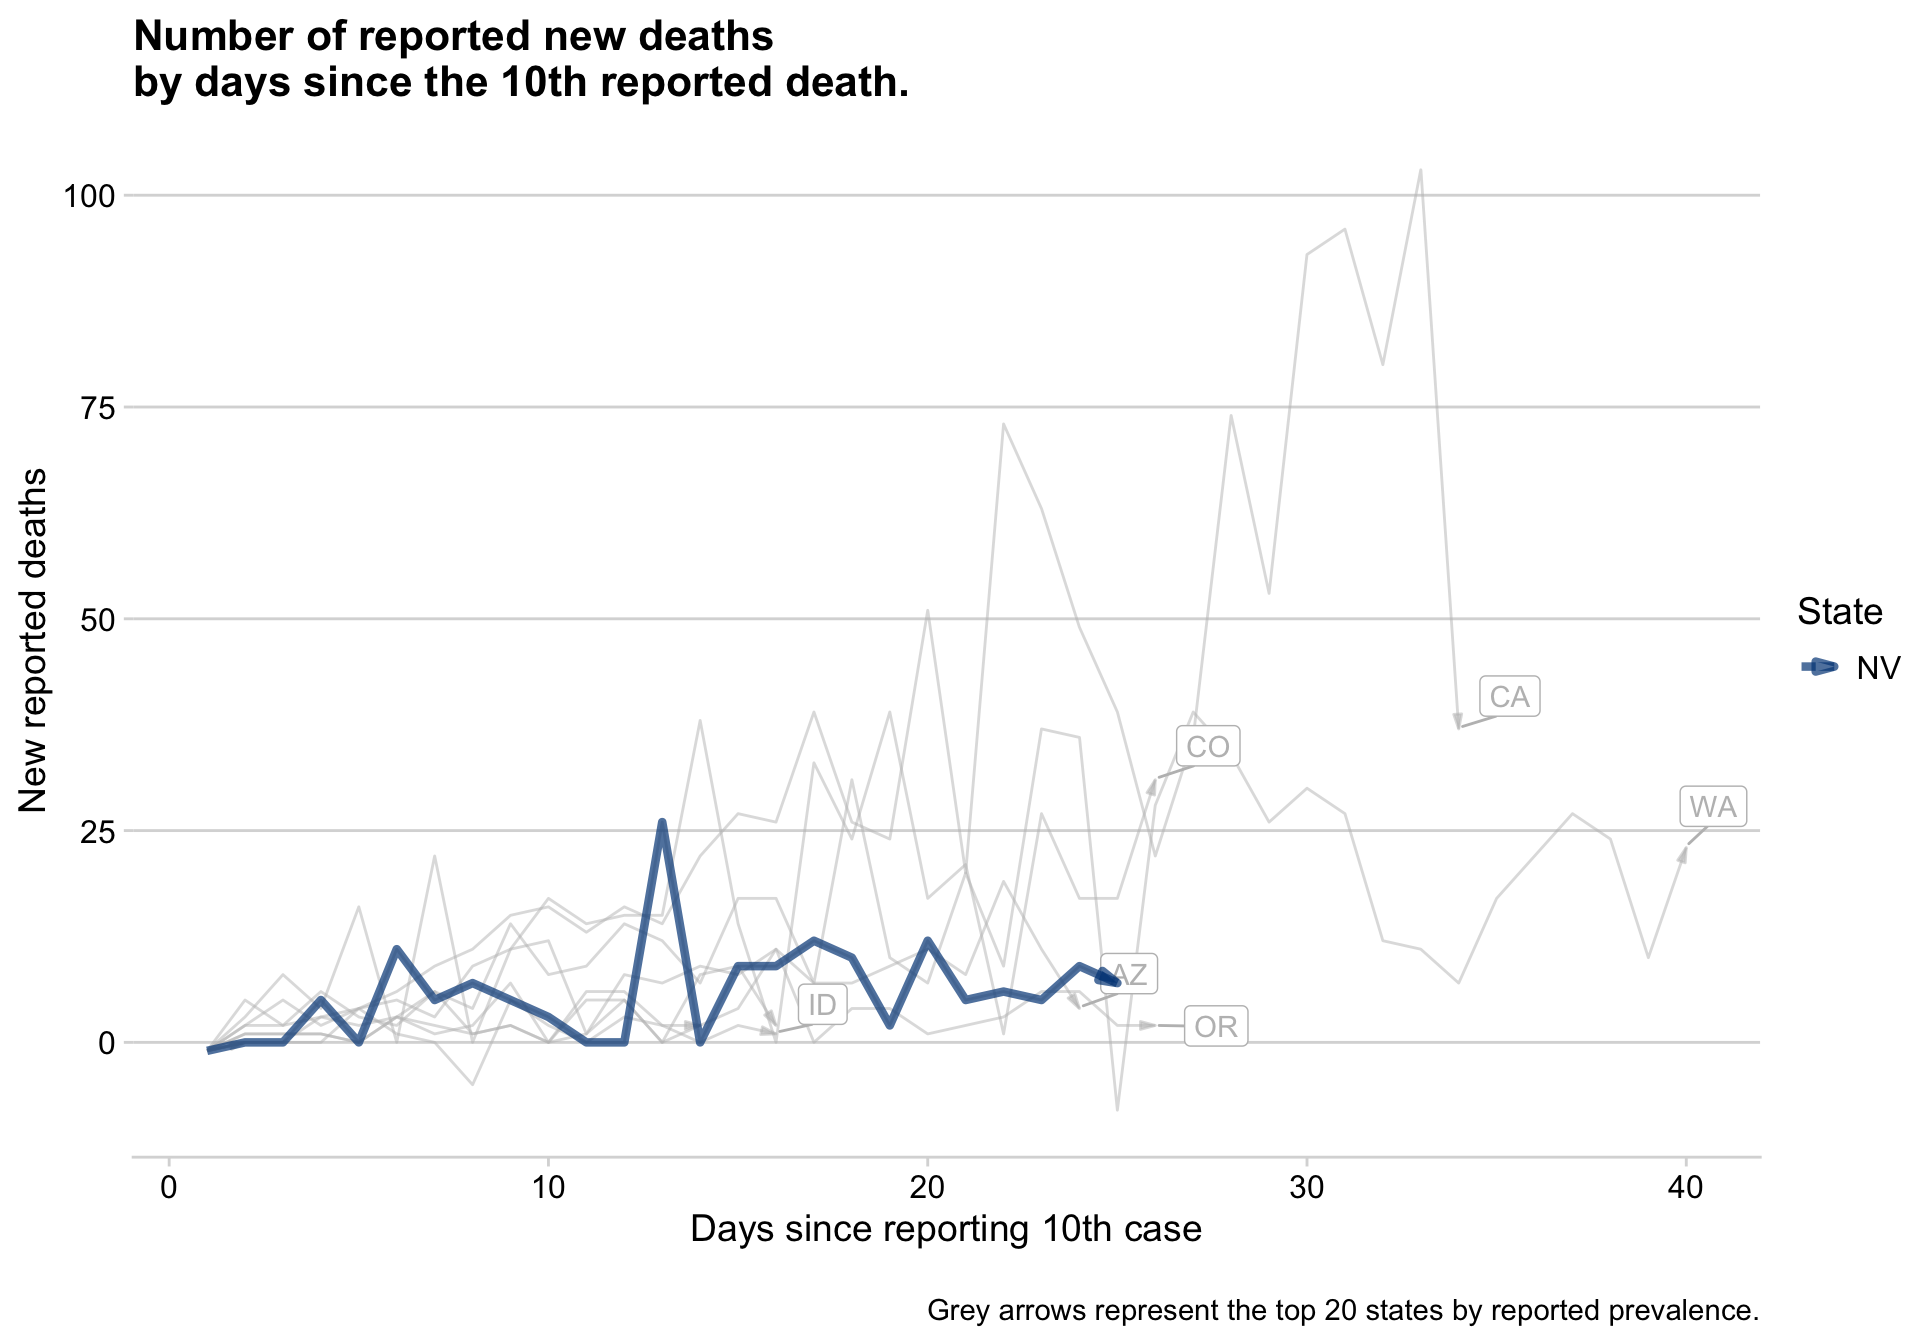 Number of reported new deaths
by days since the 10th reported death.
New reported deaths
100
75
50
25
0
CA
CO
WA
AZ
ID
OR
State
NV
0 10 20 30 40
Days since reporting 10th case
Grey arrows represent the top 20 states by reported prevalence.